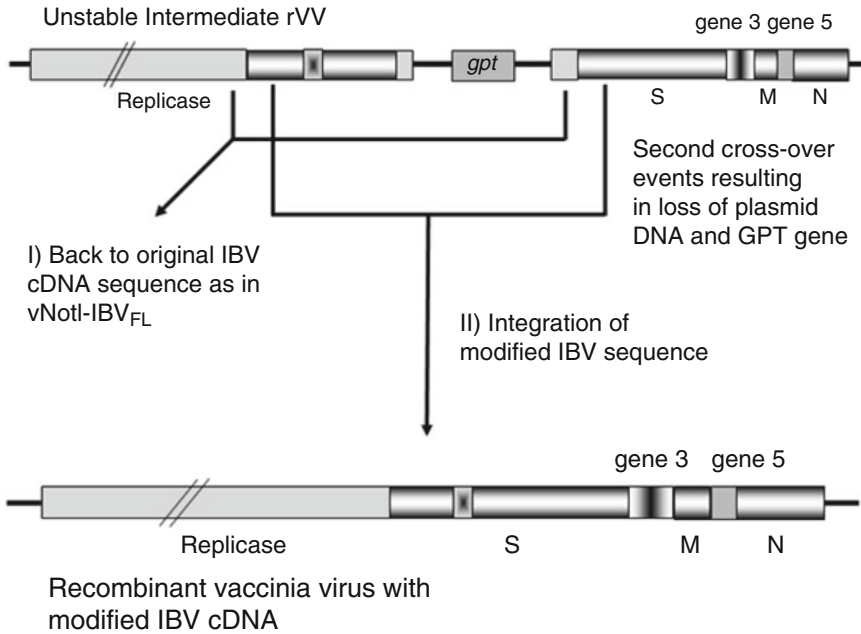 Unstable Intermediate rVV
gene 3 gene 5
gpt
Replicase
S
M
N
Second cross-over
events resulting
in loss of plasmid
DNA and GPT gene
I) Back to original IBV
cDNA sequence as in
vNotI-IBVFL
II) Integration of
modified IBV sequence
gene 3
gene 5
Replicase
S
M
N
Recombinant vaccinia virus with
modified IBV cDNA